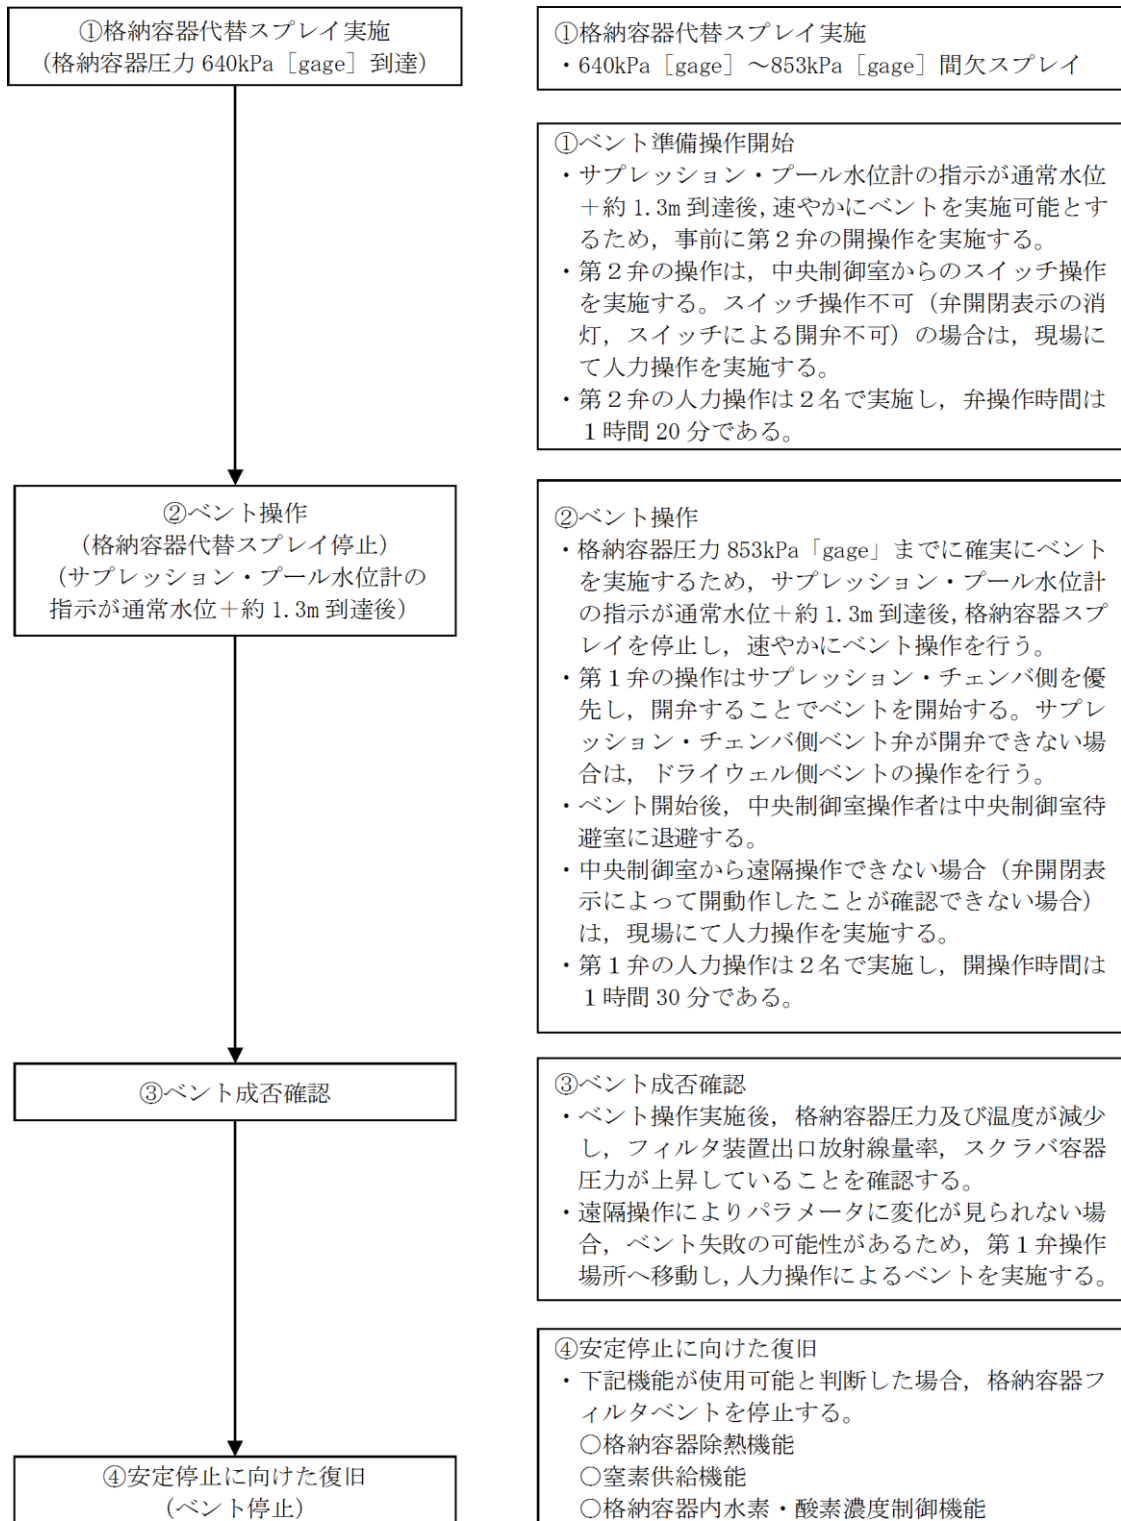 ①格納容器代替スプレイ実施
(格納容器圧力 640kPa［gage］到達)
①格納容器代替スプレイ実施
・640kPa［gage］～853kPa［gage］間欠スプレイ
①ベント準備操作開始
・サプレッション・プール水位計の指示が通常水位
＋約 1.3m 到達後，速やかにベントを実施可能とす
るため，事前に第２弁の開操作を実施する。
・第２弁の操作は，中央制御室からのスイッチ操作
を実施する。スイッチ操作不可（弁開閉表示の消
灯，スイッチによる開弁不可）の場合は，現場に
て人力操作を実施する。
・第２弁の人力操作は２名で実施し，弁操作時間は
１時間 20 分である。
②ベント操作
（格納容器代替スプレイ停止）
（サプレッション・プール水位計の
指示が通常水位＋約 1.3m 到達後）
②ベント操作
・格納容器圧力 853kPa「gage」までに確実にベント
を実施するため，サプレッション・プール水位計
の指示が通常水位＋約 1.3m 到達後，格納容器スプ
レイを停止し，速やかにベント操作を行う。
・第１弁の操作はサプレッション・チェンバ側を優
先し，開弁することでベントを開始する。サプレ
ッション・チェンバ側ベント弁が開弁できない場
合は，ドライウェル側ベントの操作を行う。
・ベント開始後，中央制御室操作者は中央制御室待
避室に退避する。
・中央制御室から遠隔操作できない場合（弁開閉表
示によって開動作したことが確認できない場合）
は，現場にて人力操作を実施する。
・第１弁の人力操作は２名で実施し，開操作時間は
１時間 30 分である。
③ベント成否確認
③ベント成否確認
・ベント操作実施後，格納容器圧力及び温度が減少
し，フィルタ装置出口放射線量率，スクラバ容器
圧力が上昇していることを確認する。
・遠隔操作によりパラメータに変化が見られない場
合，ベント失敗の可能性があるため，第１弁操作
場所へ移動し，人力操作によるベントを実施する。
④安定停止に向けた復旧
（ベント停止）
④安定停止に向けた復旧
・下記機能が使用可能と判断した場合，格納容器フ
ィルタベントを停止する。
○格納容器除熱機能
○窒素供給機能
○格納容器内水素・酸素濃度制御機能